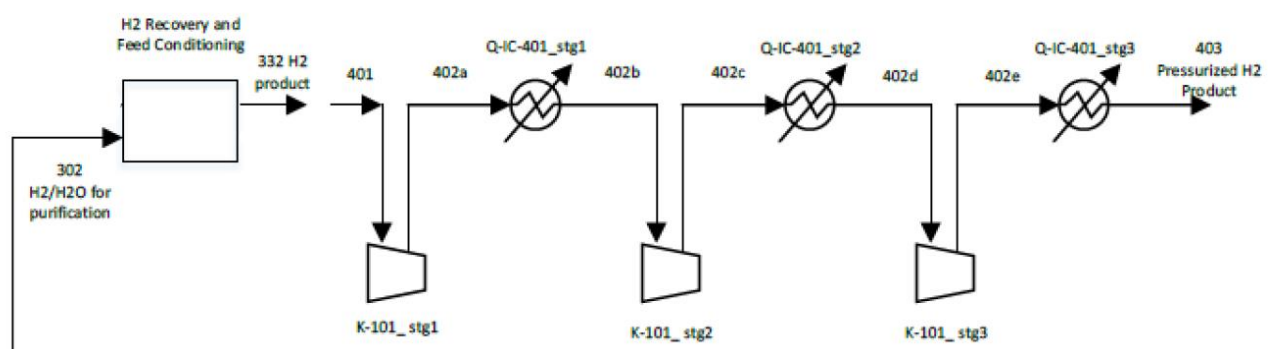 H2 Recovery and
Feed Conditioning
332 H2
product
401
402a
Q-IC-401_stg1
402b
402c
Q-IC-401_stg2
402d
402e
Q-IC-401_stg3
403
Pressurized H2
Product
302
H2/H2O for
purification
K-101_ stg1
K-101_ stg2
K-101_ stg3